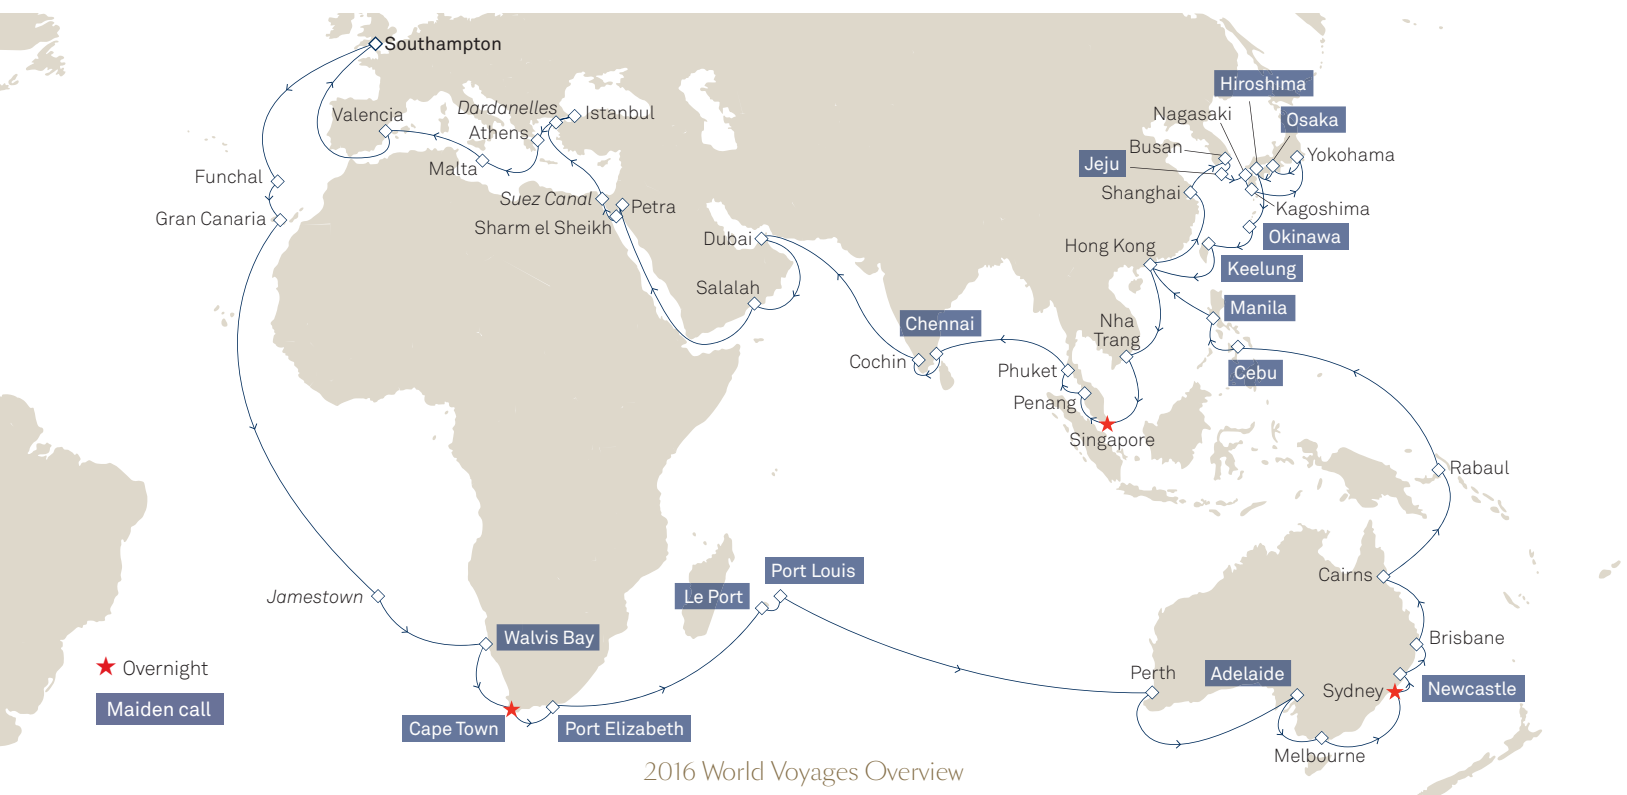 Southampton
Hiroshima
Valencia
Dardanelles
Istanbul
Nagasaki
Osaka
Athens
Busan
Yokohama
Malta
Jeju
Funchal
Suez Canal
Petra
Shanghai
Kagoshima
Gran Canaria
Sharm el Sheikh
Dubai
Hong Kong
Okinawa
Keelung
Salalah
Manila
Chennai
Nha
Trang
Cochin
Phuket
Cebu
Penang
Singapore
Rabaul
Port Louis
Cairns
Jamestown
Le Port
Walvis Bay
Brisbane
Overnight
Perth
Adelaide
Sydney
Newcastle
Maiden call
Cape Town
Port Elizabeth
Melbourne
2016 World Voyages Overview